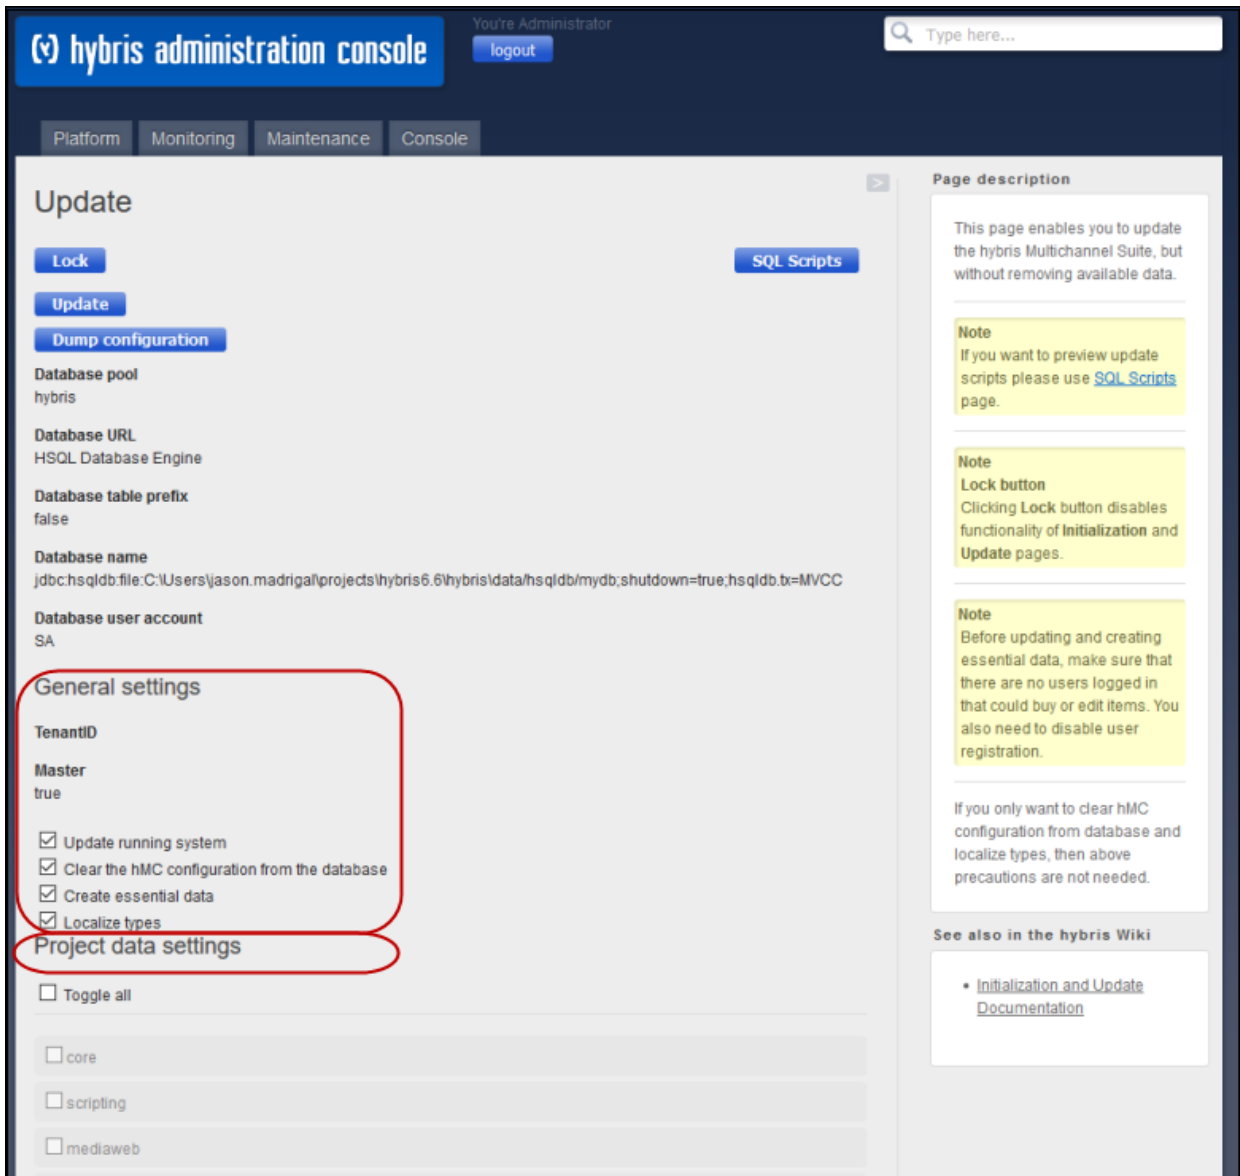 You're Administrator
(y) hybris administration console
logout
Type here...
Platform
Monitoring
Maintenance
Console
Update
>
Lock
SQL Scripts
Update
Dump configuration
Database pool
hybris
Database URL
HSQL Database Engine
Database table prefix
false
Database name
jdbc:hsqldb:file:C:\Users\jason.madrigal\projects\hybris6.6\hybris\data/hsqldb/mydb;shutdown=true;hsqldb.tx=MVCC
Database user account
SA
General settings
TenantID
Master
true
Update running system
Clear the hMC configuration from the database
Create essential data
Localize types
Project data settings
Toggle all
core
scripting
mediaweb
Page description
This page enables you to update
the hybris Multichannel Suite, but
without removing available data.
Note
If you want to preview update
scripts please use SQL Scripts
page.
Note
Lock button
Clicking Lock button disables
functionality of Initialization and
Update pages.
Note
Before updating and creating
essential data, make sure that
there are no users logged in
that could buy or edit items. You
also need to disable user
registration.
If you only want to clear hMC
configuration from database and
localize types, then above
precautions are not needed.
See also in the hybris Wiki
• Initialization and Update
Documentation